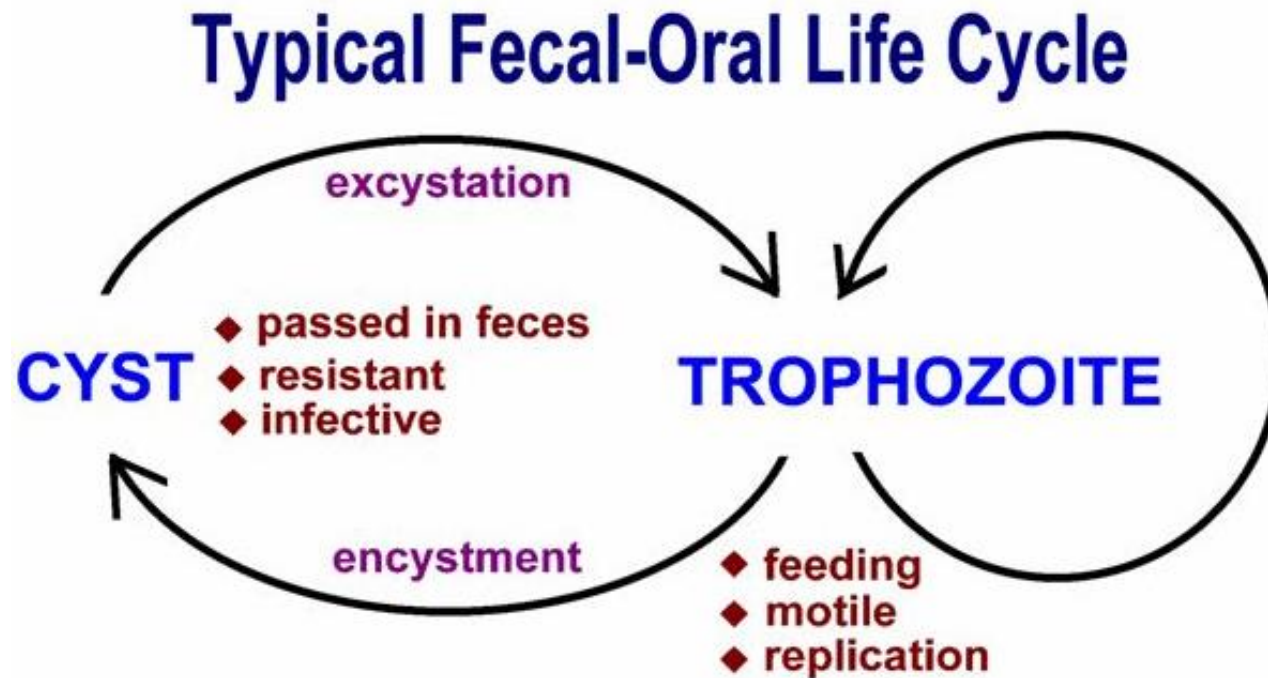 Typical Fecal-Oral Life Cycle
excystation
CYST
passed in feces
resistant
infective
TROPHOZOITE
encystment
feeding
motile
replication